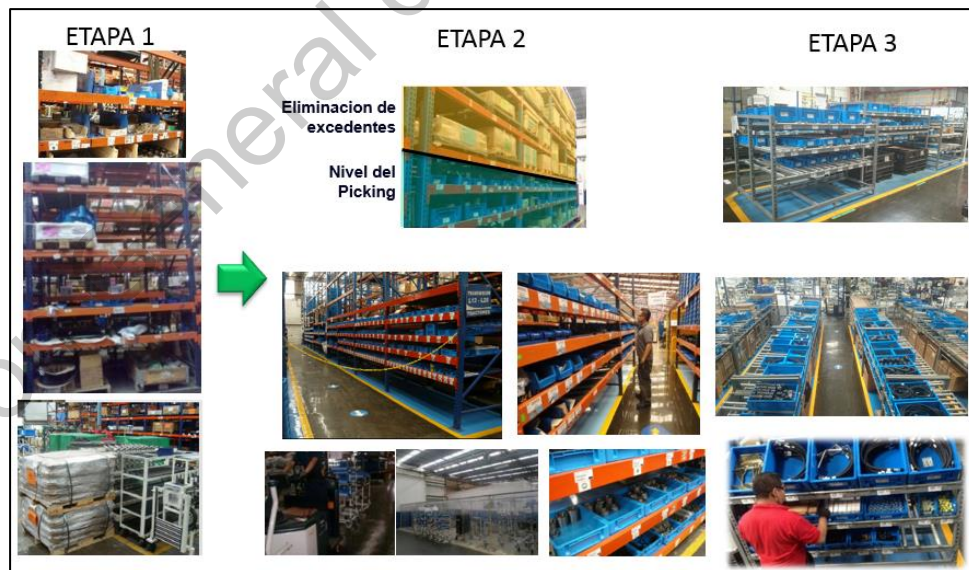 ETAPA 1
ETAPA 2
ETAPA 3
Eliminacion de
excedentes
Nivel del
Picking